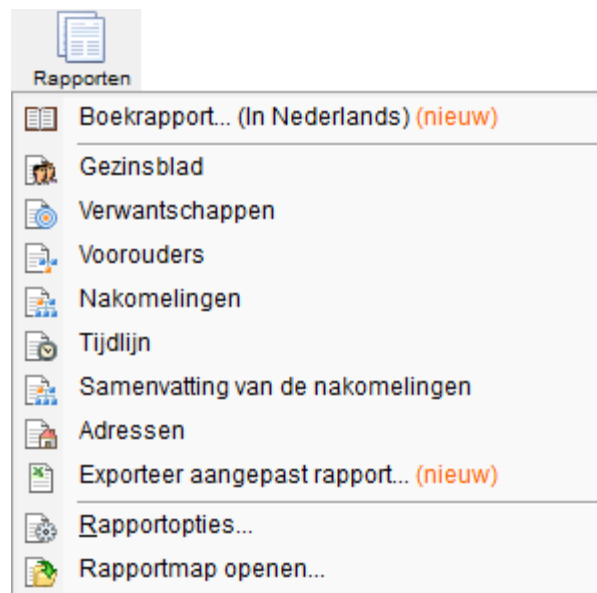 Rapporten
Boekrapport... (In Nederlands) (nieuw)
Gezinsblad
Verwantschappen
Voorouders
Nakomelingen
Tijdlijn
Samenvatting van de nakomelingen
Adressen
Exporteer aangepast rapport... (nieuw)
Rapportopties...
Rapportmap openen...